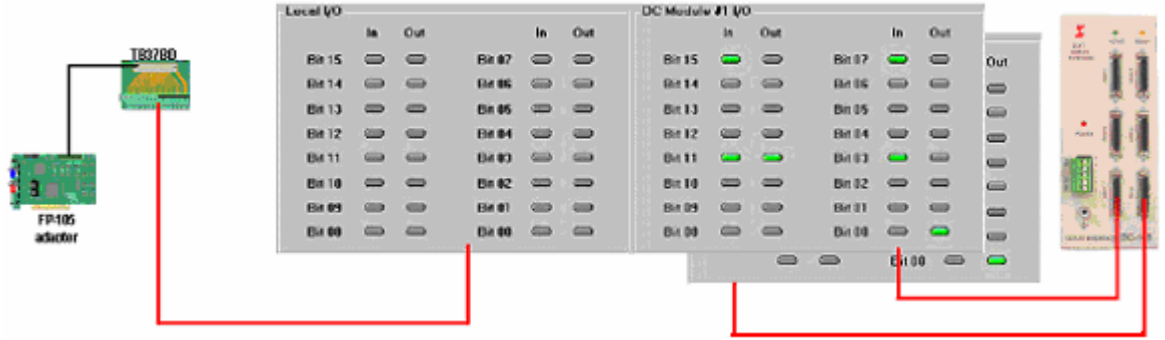 Local I/O
In Out In Out
Bit 15 Bit 07
Bit 14 Bit 06
Bit 13 Bit 05
Bit 12 Bit 04
Bit 11 Bit 03
Bit 10 Bit 02
Bit 09 Bit 01
Bit 08 Bit 00
DC Module #1 I/O
In Out In Out
Bit 15 Bit 07
Bit 14 Bit 06
Bit 13 Bit 05
Bit 12 Bit 04
Bit 11 Bit 03
Bit 10 Bit 02
Bit 09 Bit 01
Bit 08 Bit 00
Out
Bit 00
TB37BD
FP-105
adaptor